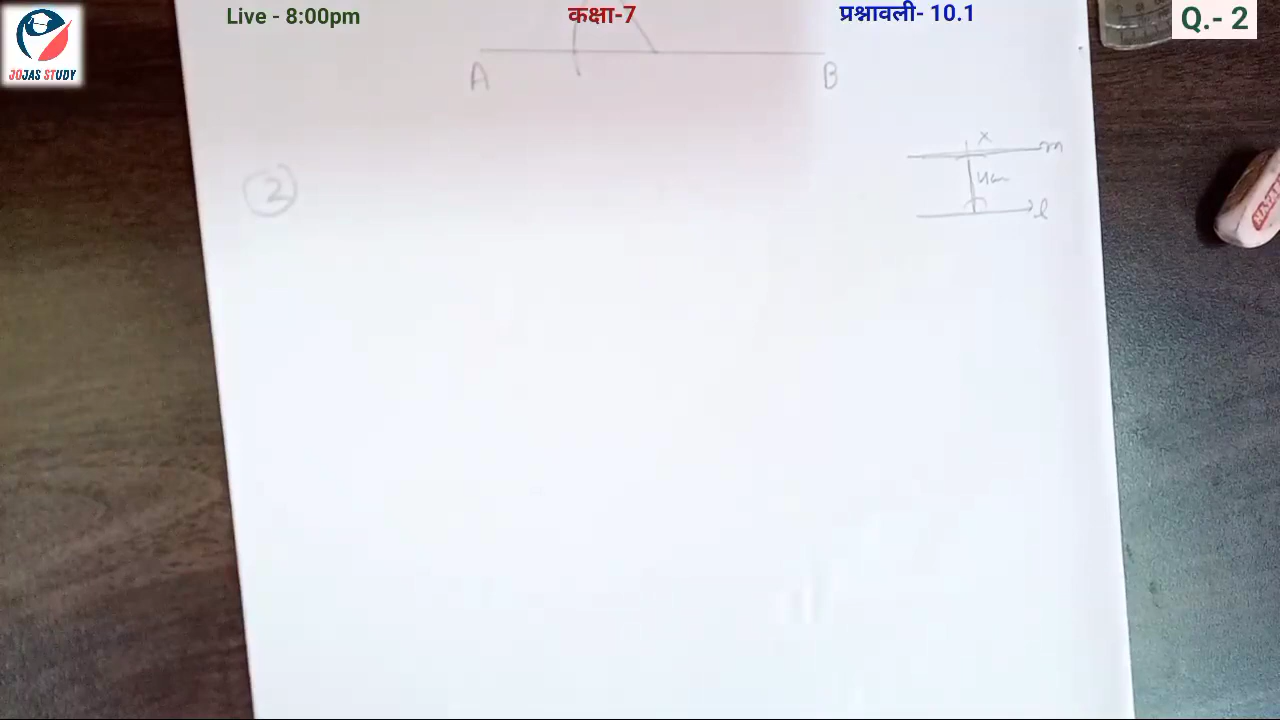 Live - 8:00pm
कक्षा-7
प्रश्नावली- 10.1
Q.- 2
JOJAS STUDY
A
B
2
x
m
4cm
l